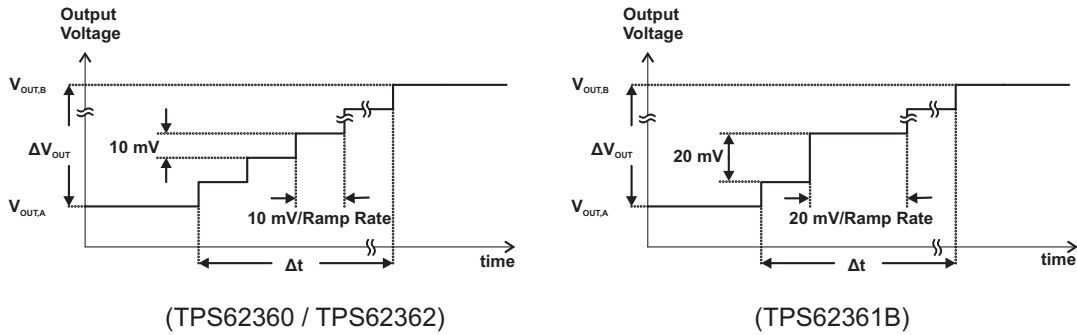 Output
Voltage
V_OUT,B
ΔV_OUT
10 mV
V_OUT,A
10 mV/Ramp Rate
time
Δt
(TPS62360 / TPS62362)
Output
Voltage
V_OUT,B
ΔV_OUT
20 mV
V_OUT,A
20 mV/Ramp Rate
time
Δt
(TPS62361B)